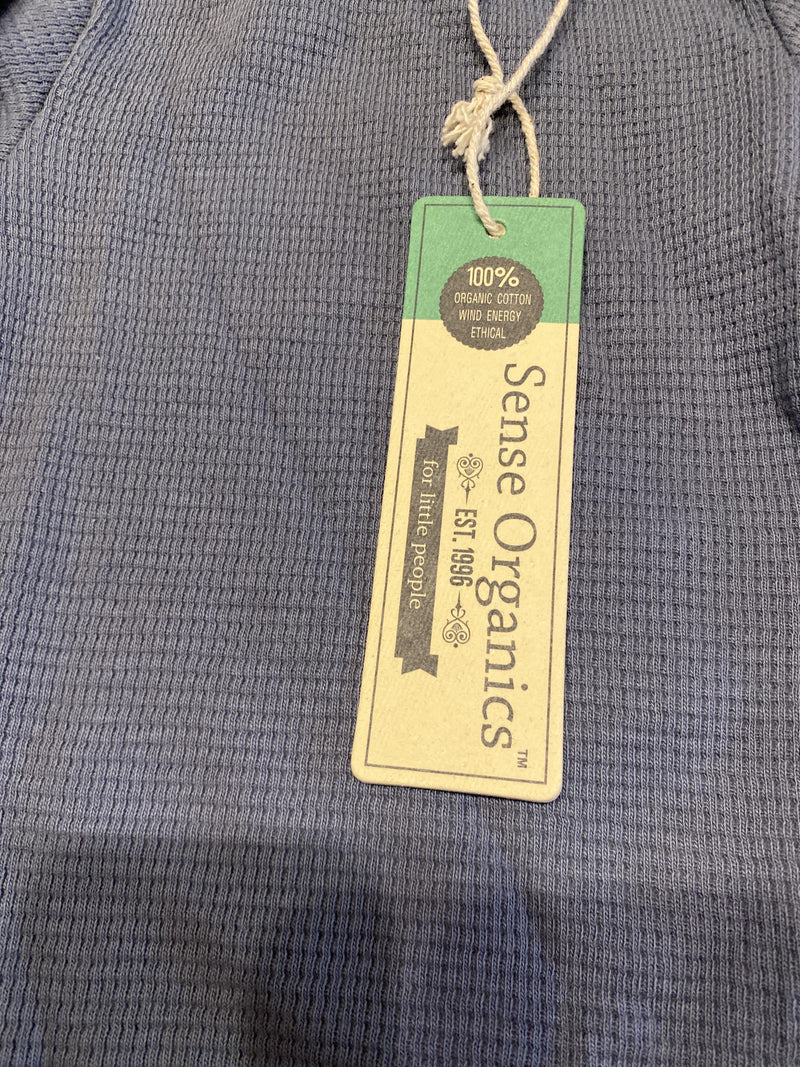 100%
ORGANIC COTTON
WIND ENERGY
ETHICAL
Sense Organics™
EST. 1996
for little people